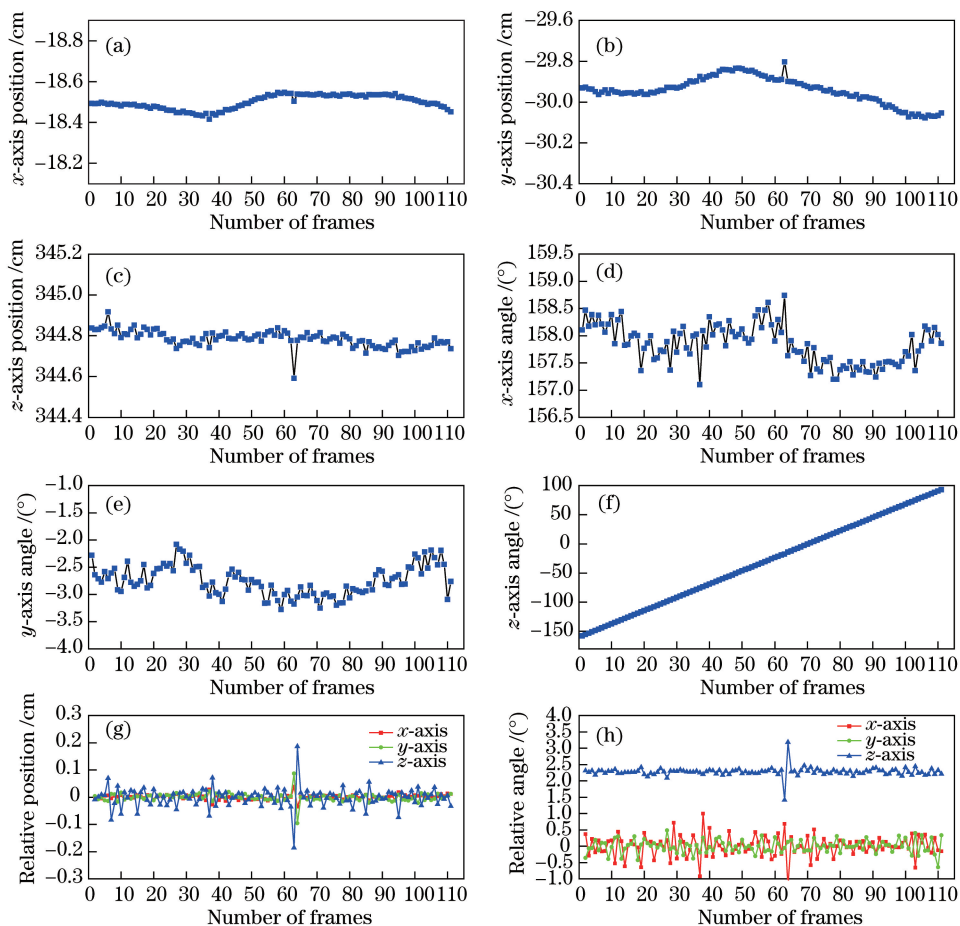 (a)
x-axis position /cm
−18.8
−18.6
−18.4
−18.2
0 10 20 30 40 50 60 70 80 90 100 110
Number of frames
(b)
y-axis position /cm
−29.6
−29.8
−30.0
−30.2
−30.4
0 10 20 30 40 50 60 70 80 90 100 110
Number of frames
(c)
z-axis position /cm
345.2
345.0
344.8
344.6
344.4
0 10 20 30 40 50 60 70 80 90 100 110
Number of frames
(d)
x-axis angle /(°)
159.5
159.0
158.5
158.0
157.5
157.0
156.5
0 10 20 30 40 50 60 70 80 90 100 110
Number of frames
(e)
y-axis angle /(°)
−1.0
−1.5
−2.0
−2.5
−3.0
−3.5
−4.0
0 10 20 30 40 50 60 70 80 90 100 110
Number of frames
(f)
z-axis angle /(°)
100
50
0
−50
−100
−150
0 10 20 30 40 50 60 70 80 90 100 110
Number of frames
(g)
Relative position /cm
0.3
0.2
0.1
0
−0.1
−0.2
−0.3
x-axis
y-axis
z-axis
0 10 20 30 40 50 60 70 80 90 100 110
Number of frames
(h)
Relative angle /(°)
4.0
3.5
3.0
2.5
2.0
1.5
1.0
0.5
0
−0.5
−1.0
x-axis
y-axis
z-axis
0 10 20 30 40 50 60 70 80 90 100 110
Number of frames